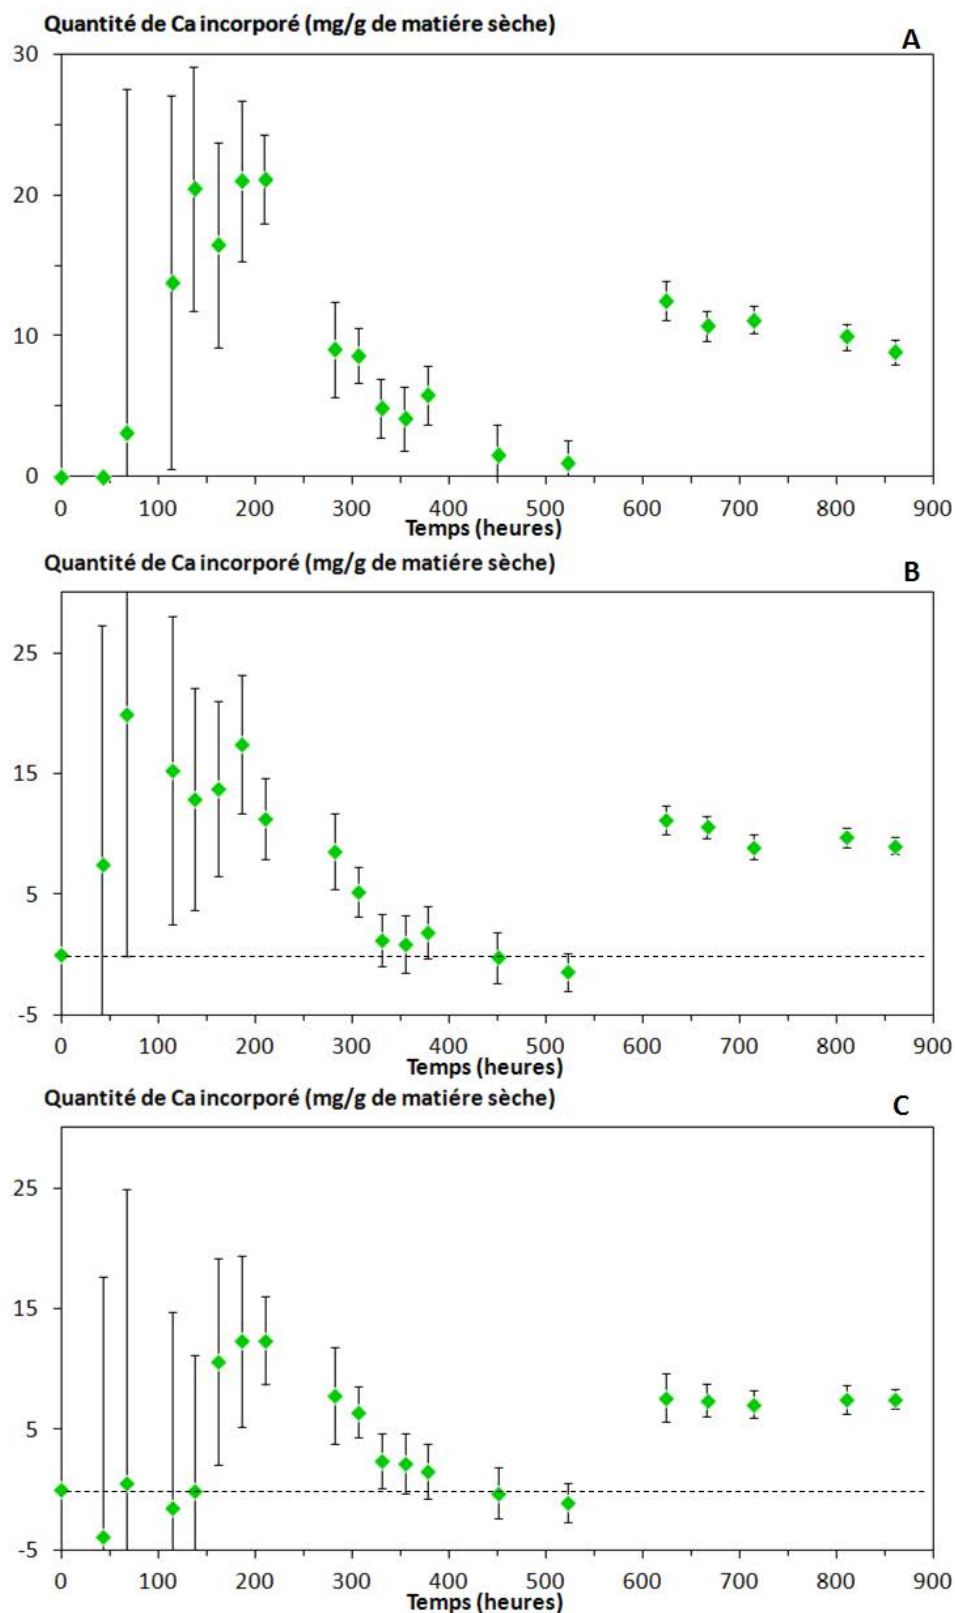 Quantité de Ca incorporé (mg/g de matiére sèche)
A
30
20
10
0
0 100 200 300 400 500 600 700 800 900
Temps (heures)
Quantité de Ca incorporé (mg/g de matiére sèche)
B
25
15
5
-5
0 100 200 300 400 500 600 700 800 900
Temps (heures)
Quantité de Ca incorporé (mg/g de matiére sèche)
C
25
15
5
-5
0 100 200 300 400 500 600 700 800 900
Temps (heures)